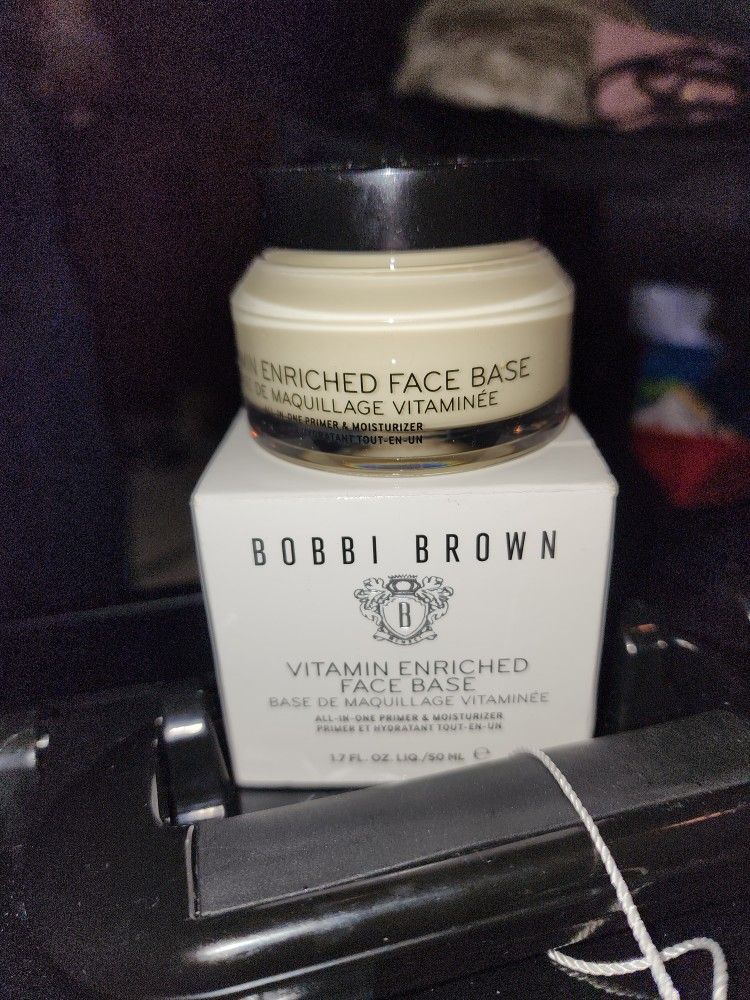 ENRICHED FACE BASE
DE MAQUILLAGE VITAMINÉE
ALL-IN-ONE PRIMER & MOISTURIZER
HYDRATANT TOUT-EN-UN
BOBBI BROWN
B
VITAMIN ENRICHED
FACE BASE
BASE DE MAQUILLAGE VITAMINÉE
ALL-IN-ONE PRIMER & MOISTURIZER
PRIMER ET HYDRATANT TOUT-EN-UN
1.7 FL. OZ. LIQ./50 ML ℮